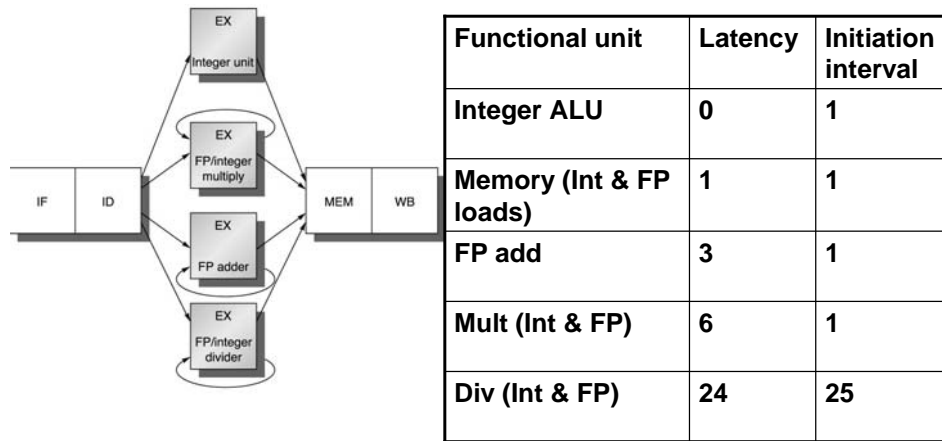 EX
Integer unit
EX
FP/integer
multiply
IF
ID
MEM
WB
EX
FP adder
EX
FP/integer
divider
Functional unit
Latency
Initiation
interval
Integer ALU
0
1
Memory (Int & FP
loads)
1
1
FP add
3
1
Mult (Int & FP)
6
1
Div (Int & FP)
24
25